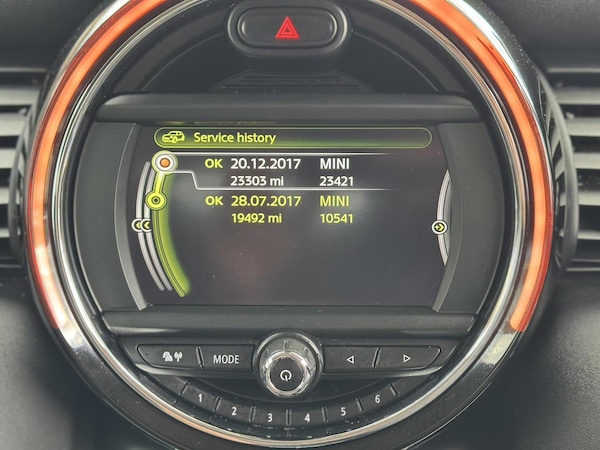 Service history
OK 20.12.2017 MINI
23303 mi 23421
OK 28.07.2017 MINI
19492 mi 10541
MODE
1 2 3 4 5 6